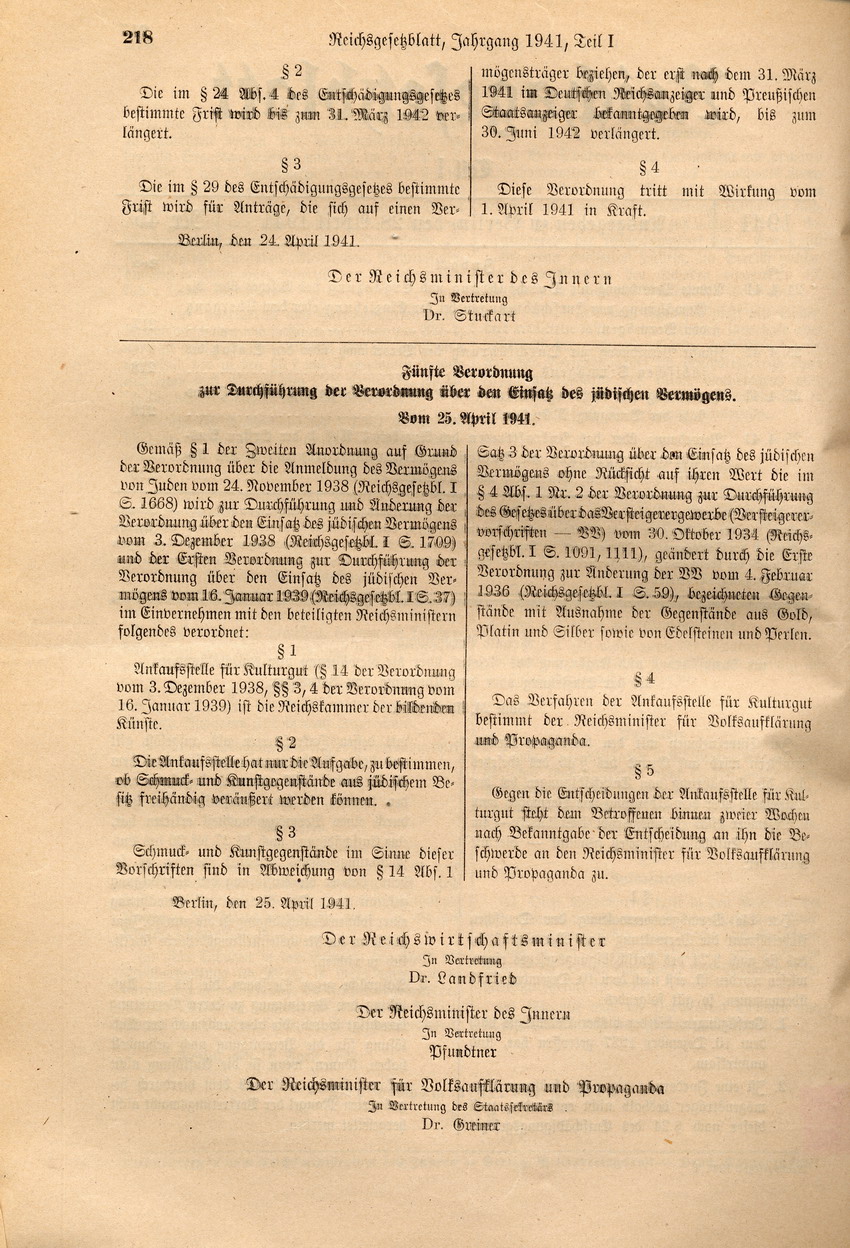 218
Reichsgesetzblatt, Jahrgang 1941, Teil I
§ 2
Die im § 24 Abs. 4 des Entschädigungsgesetzes
bestimmte Frist wird bis zum 31. März 1942 ver-
längert.
§ 3
Die im § 29 des Entschädigungsgesetzes bestimmte
Frist wird für Anträge, die sich auf einen Ver-
mögensträger beziehen, der erst nach dem 31. März
1941 im Deutschen Reichsanzeiger und Preußischen
Staatsanzeiger bekanntgegeben wird, bis zum
30. Juni 1942 verlängert.
§ 4
Diese Verordnung tritt mit Wirkung vom
1. April 1941 in Kraft.
Berlin, den 24. April 1941.
Der Reichsminister des Innern
In Vertretung
Dr. Stuckart
Fünfte Verordnung
zur Durchführung der Verordnung über den Einsatz des jüdischen Vermögens.
Vom 25. April 1941.
Gemäß § 1 der Zweiten Anordnung auf Grund
der Verordnung über die Anmeldung des Vermögens
von Juden vom 24. November 1938 (Reichsgesetzbl. I
S. 1668) wird zur Durchführung und Änderung der
Verordnung über den Einsatz des jüdischen Vermögens
vom 3. Dezember 1938 (Reichsgesetzbl. I S. 1709)
und der Ersten Verordnung zur Durchführung der
Verordnung über den Einsatz des jüdischen Ver-
mögens vom 16. Januar 1939 (Reichsgesetzbl. I S. 37)
im Einvernehmen mit den beteiligten Reichsministern
folgendes verordnet:
§ 1
Ankaufsstelle für Kulturgut (§ 14 der Verordnung
vom 3. Dezember 1938, §§ 3, 4 der Verordnung vom
16. Januar 1939) ist die Reichskammer der bildenden
Künste.
§ 2
Die Ankaufsstelle hat nur die Aufgabe, zu bestimmen,
ob Schmuck- und Kunstgegenstände aus jüdischem Be-
sitz freihändig veräußert werden können.
§ 3
Schmuck- und Kunstgegenstände im Sinne dieser
Vorschriften sind in Abweichung von § 14 Abs. 1
Satz 3 der Verordnung über den Einsatz des jüdischen
Vermögens ohne Rücksicht auf ihren Wert die im
§ 4 Abs. 1 Nr. 2 der Verordnung zur Durchführung
des Gesetzes über das Versteigerergewerbe (Versteigerer-
vorschriften — VV) vom 30. Oktober 1934 (Reichs-
gesetzbl. I S. 1091, 1111), geändert durch die Erste
Verordnung zur Änderung der VV vom 4. Februar
1936 (Reichsgesetzbl. I S. 59), bezeichneten Gegen-
stände mit Ausnahme der Gegenstände aus Gold,
Platin und Silber sowie von Edelsteinen und Perlen.
§ 4
Das Verfahren der Ankaufsstelle für Kulturgut
bestimmt der Reichsminister für Volksaufklärung
und Propaganda.
§ 5
Gegen die Entscheidungen der Ankaufsstelle für Kul-
turgut steht dem Betroffenen binnen zweier Wochen
nach Bekanntgabe der Entscheidung an ihn die Be-
schwerde an den Reichsminister für Volksaufklärung
und Propaganda zu.
Berlin, den 25. April 1941.
Der Reichswirtschaftsminister
In Vertretung
Dr. Landfried
Der Reichsminister des Innern
In Vertretung
Pfundtner
Der Reichsminister für Volksaufklärung und Propaganda
In Vertretung des Staatssekretärs
Dr. Greiner